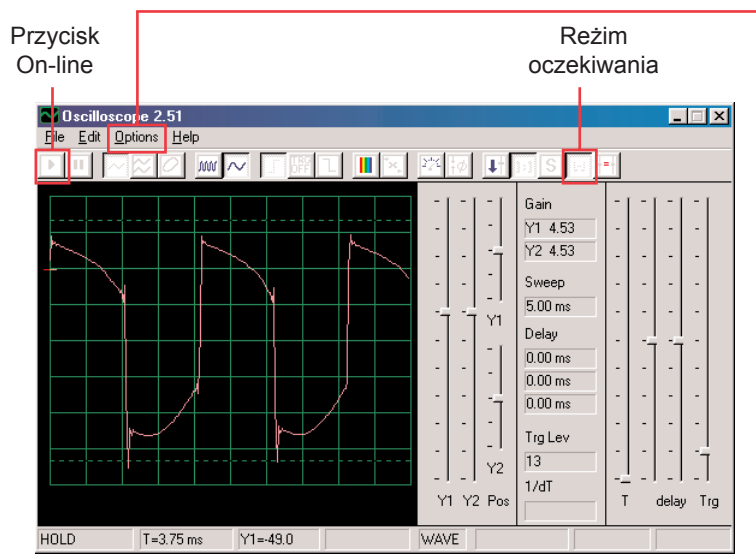 Przycisk
On-line
Reżim
oczekiwania
Oscilloscope 2.51
File Edit Options Help
TRG
OFF
S
Gain
Y1 4.53
Y2 4.53
Sweep
5.00 ms
Y1
Delay
0.00 ms
0.00 ms
0.00 ms
Trg Lev
13
Y2
1/dT
Y1 Y2 Pos
T delay Trg
HOLD T=3.75 ms Y1=-49.0 WAVE